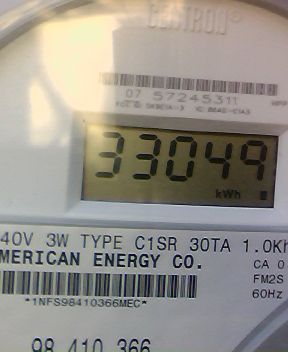 CENTRON®
07 57245311
33049
kWh
40V 3W TYPE C1SR 30TA 1.0Kh
MERICAN ENERGY CO.
CA 0
FM2S
60Hz
*1NFS98410366MEC*
98 410 366